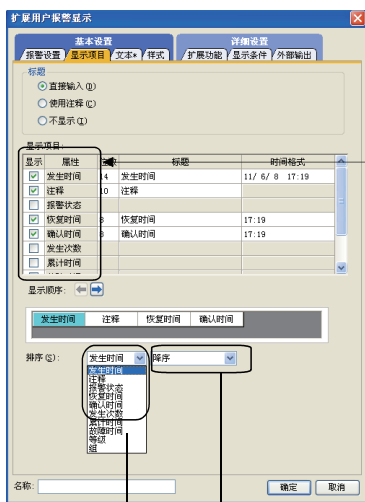 扩展用户报警显示
基本设置 详细设置
报警设置 显示项目 文本* 样式 扩展功能 显示条件 外部输出
标题
直接输入(D)
使用注释(C)
不显示(I)
显示项目:
显示 属性 标题 时间格式
发生时间 14 发生时间 11/ 6/ 8 17:19
注释 10 注释
报警状态
恢复时间 8 恢复时间 17:19
确认时间 8 确认时间 17:19
发生次数
累计时间
显示顺序:
发生时间 注释 恢复时间 确认时间
排序(S): 发生时间 降序
发生时间
注释
报警状态
恢复时间
确认时间
发生次数
累计时间
故障时间
等级
组
名称: 确定 取消